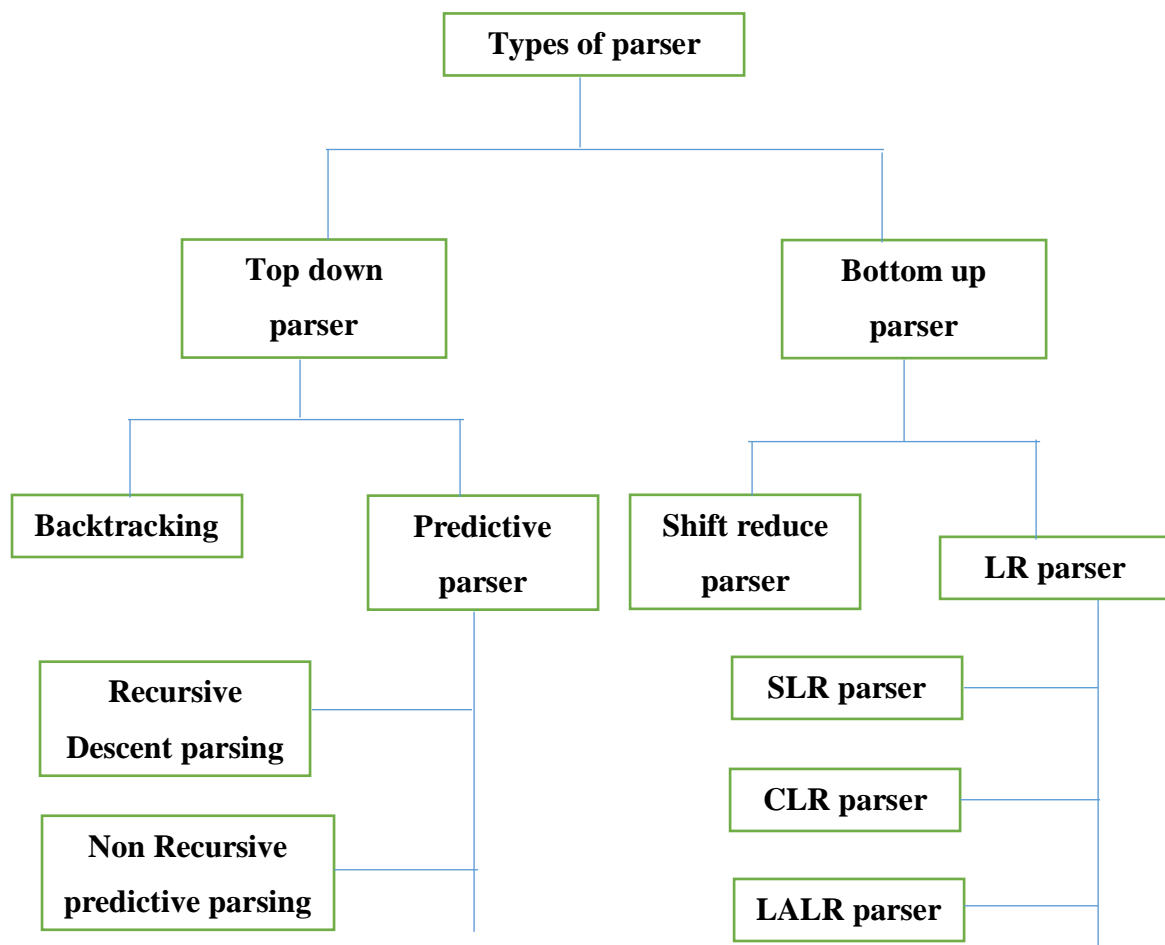 Types of parser
Top down
parser
Bottom up
parser
Backtracking
Predictive
parser
Shift reduce
parser
LR parser
Recursive
Descent parsing
Non Recursive
predictive parsing
SLR parser
CLR parser
LALR parser